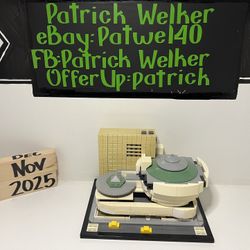 Patrick Welker
eBay: Patwel40
FB: Patrick Welker
OfferUp: patrick
DEC
Nov
2025